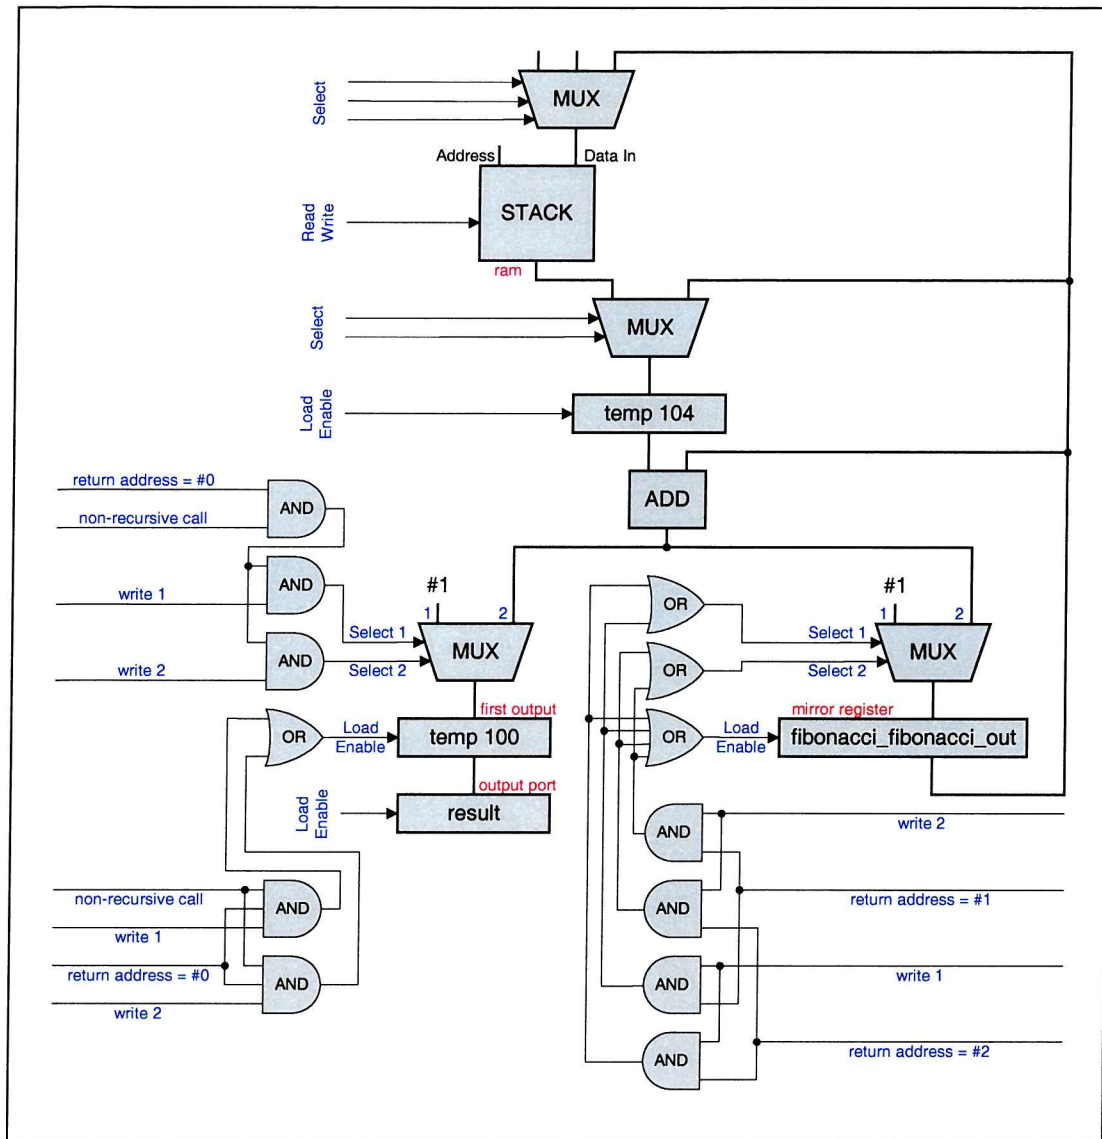 Select
MUX
Address
Data In
STACK
Read
Write
ram
Select
MUX
Load
Enable
temp 104
return address = #0
AND
ADD
non-recursive call
AND
write 1
#1
1
2
Select 1
MUX
Select 2
AND
write 2
OR
#1
1
2
Select 1
MUX
Select 2
OR
first output
OR
Load
Enable
temp 100
output port
Load
Enable
result
OR
Load
Enable
mirror register
fibonacci_fibonacci_out
AND
write 2
non-recursive call
AND
write 1
AND
return address = #1
return address = #0
AND
write 2
AND
write 1
AND
return address = #2